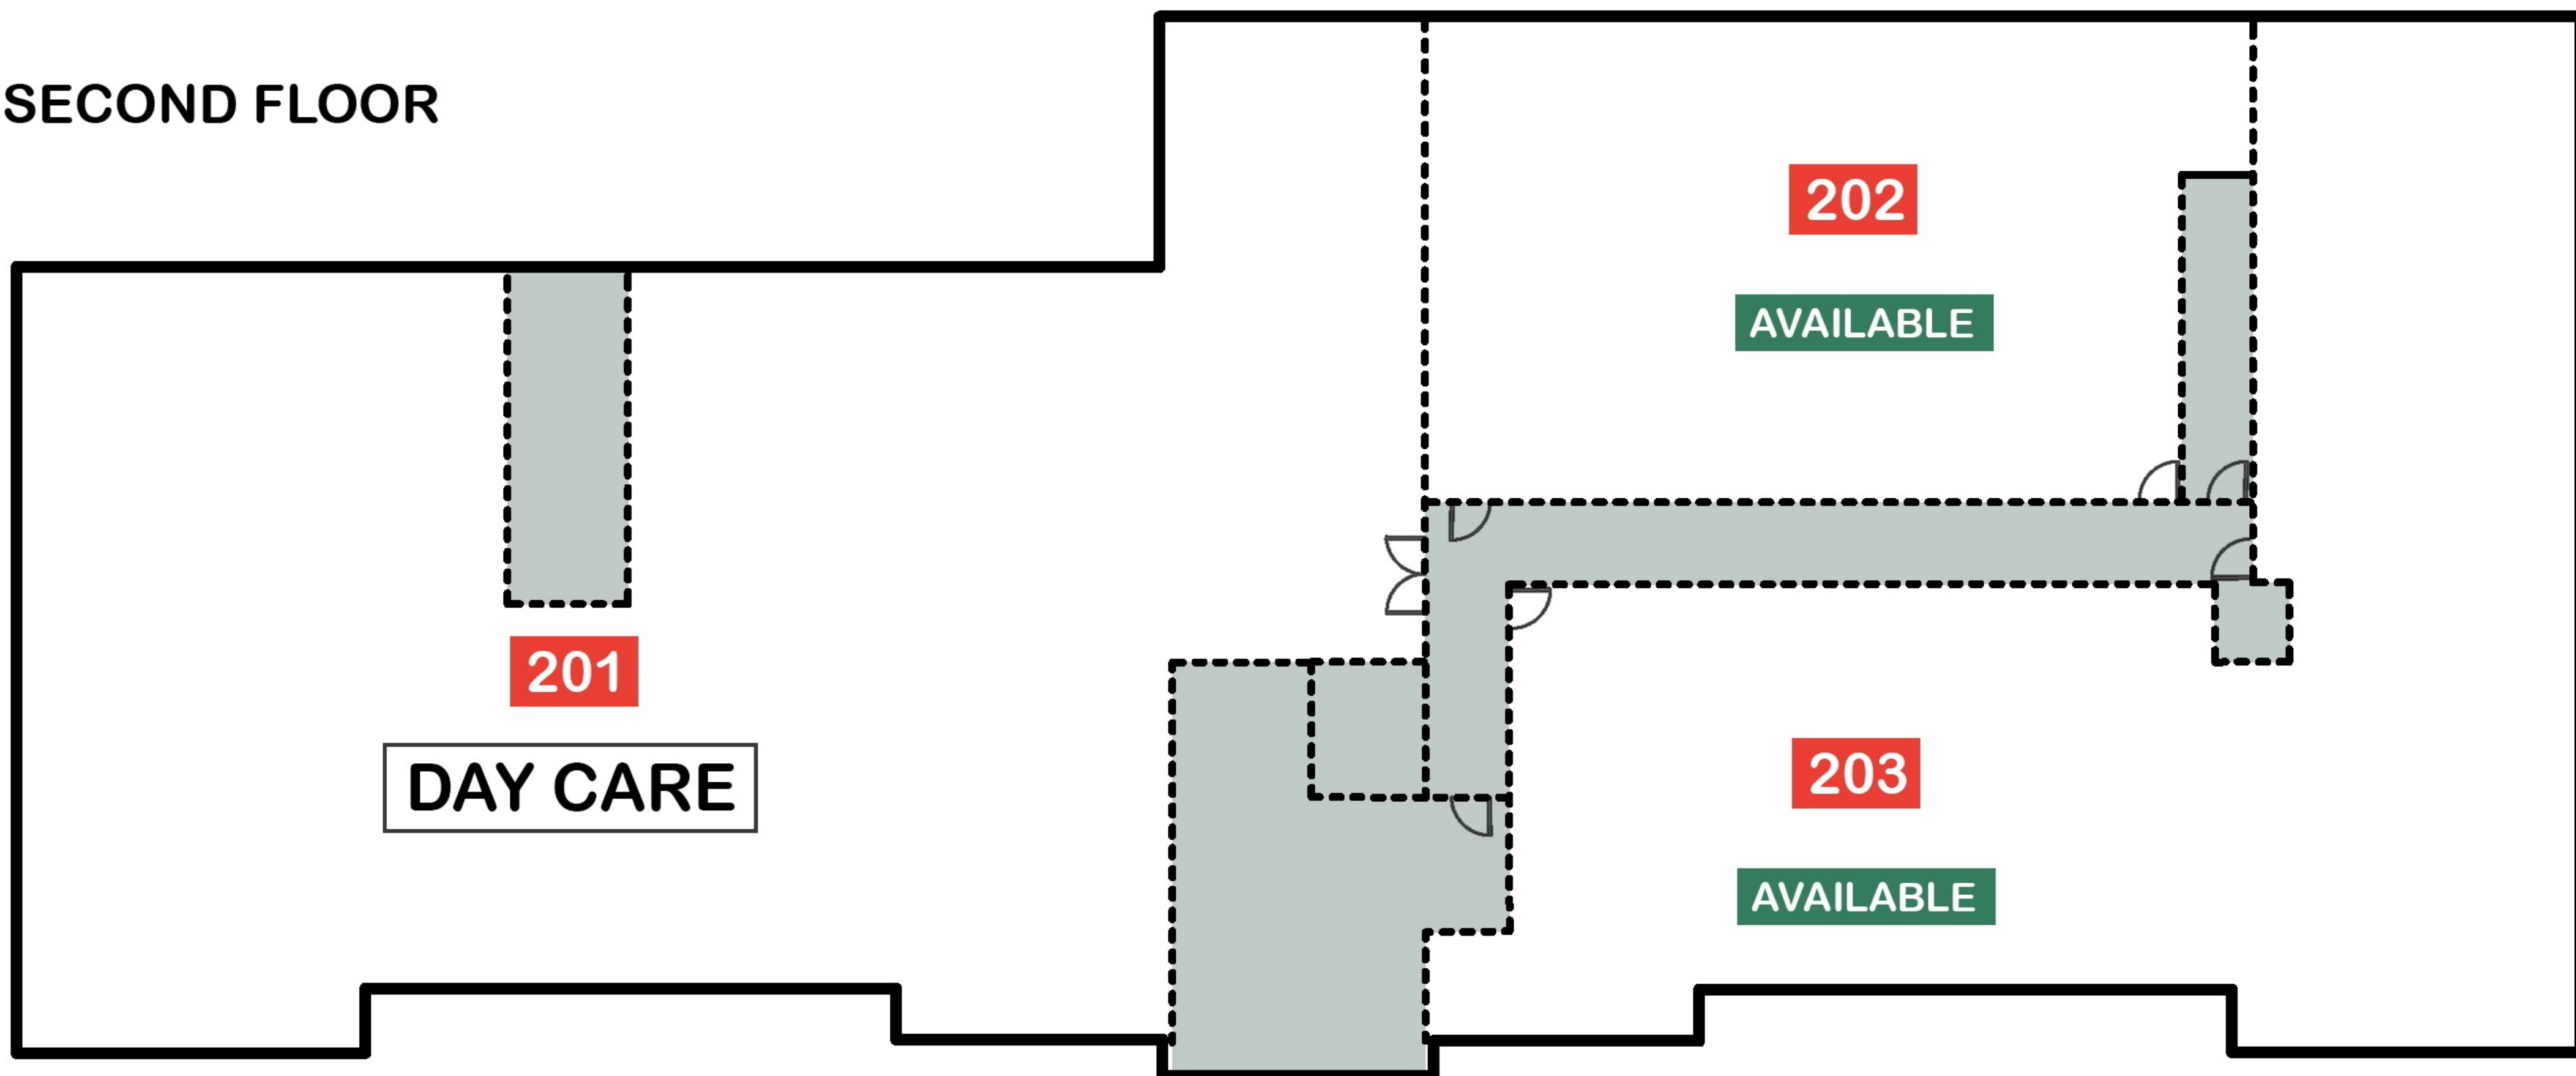 SECOND FLOOR
202
AVAILABLE
201
DAY CARE
203
AVAILABLE